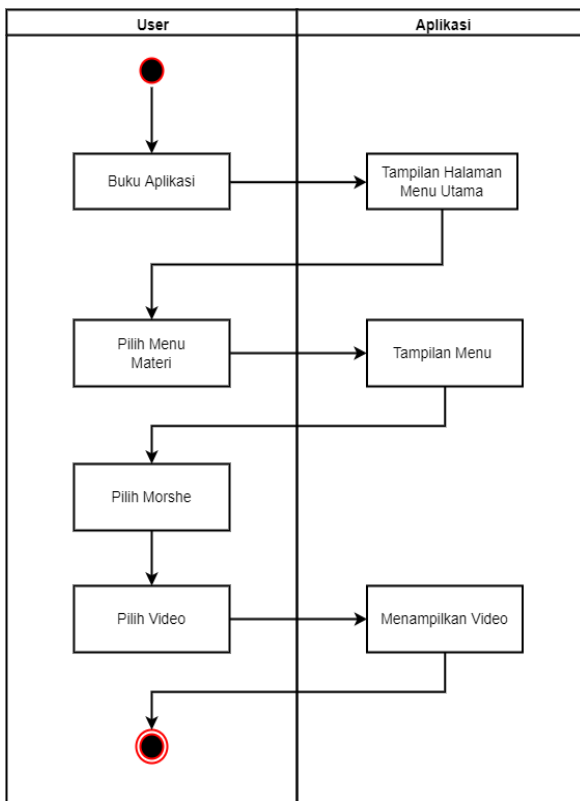 User
Aplikasi
Buku Aplikasi
Tampilan Halaman
Menu Utama
Pilih Menu
Materi
Tampilan Menu
Pilih Morshe
Pilih Video
Menampilkan Video